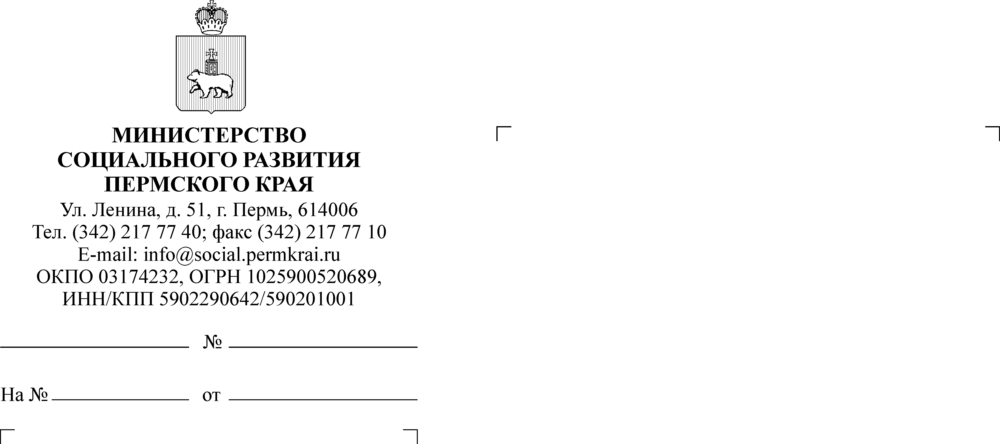 МИНИСТЕРСТВО
СОЦИАЛЬНОГО РАЗВИТИЯ
ПЕРМСКОГО КРАЯ
Ул. Ленина, д. 51, г. Пермь, 614006
Тел. (342) 217 77 40; факс (342) 217 77 10
E-mail: info@social.permkrai.ru
ОКПО 03174232, ОГРН 1025900520689,
ИНН/КПП 5902290642/590201001
№
На № от